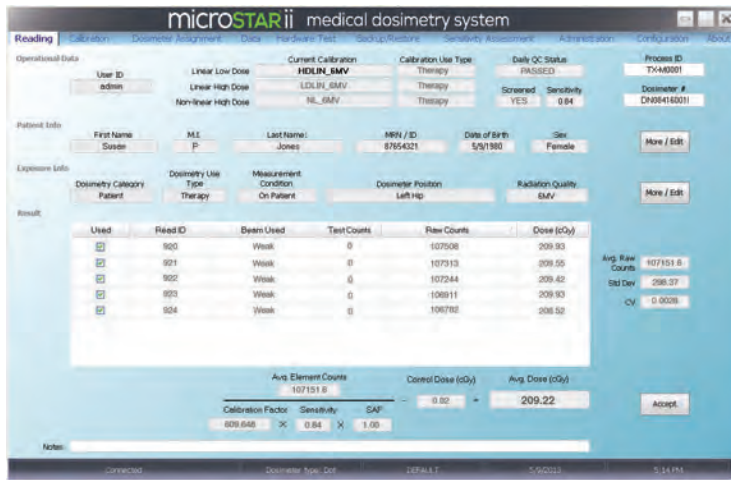 microSTARii medical dosimetry system
Reading Calibration Dosimeter Assignment Data Hardware Test Backup/Restore Sensitivity Assessment Administration Configuration About
Operational Data
User ID
admin
Current Calibration Calibration Use Type Daily QC Status Process ID
Linear Low Dose HDLIN_6MV Therapy PASSED TX-M0001
Linear High Dose LDLIN_6MV Therapy Screened Sensitivity Dosimeter #
Non-linear High Dose NL_6MV Therapy YES 0.84 DN08416001I
Patient Info
First Name M.I Last Name: MRN / ID Date of Birth Sex
Susan P Jones 87654321 5/9/1980 Female More / Edit
Exposure Info
Dosimetry Category Dosimetry Use Type Measurement Condition Dosimeter Position Radiation Quality
Patient Therapy On Patient Left Hip 6MV More / Edit
Result
Used Read ID Beam Used Test Counts Raw Counts Dose (cGy)
920 Weak 0 107508 209.93
921 Weak 0 107313 209.55
922 Weak 0 107244 209.42
923 Weak 0 106911 209.93
924 Weak 0 106782 208.52
Avg. Raw Counts 107151.6
Std Dev 298.37
CV 0.0028
Avg. Element Counts Control Dose (cGy) Avg. Dose (cGy)
107151.6 - 0.02 = 209.22 Accept
Calibration Factor Sensitivity SAF
609.648 X 0.84 X 1.00
Notes:
Connected Dosimeter Type: Dot DEFAULT 5/9/2013 5:14 PM